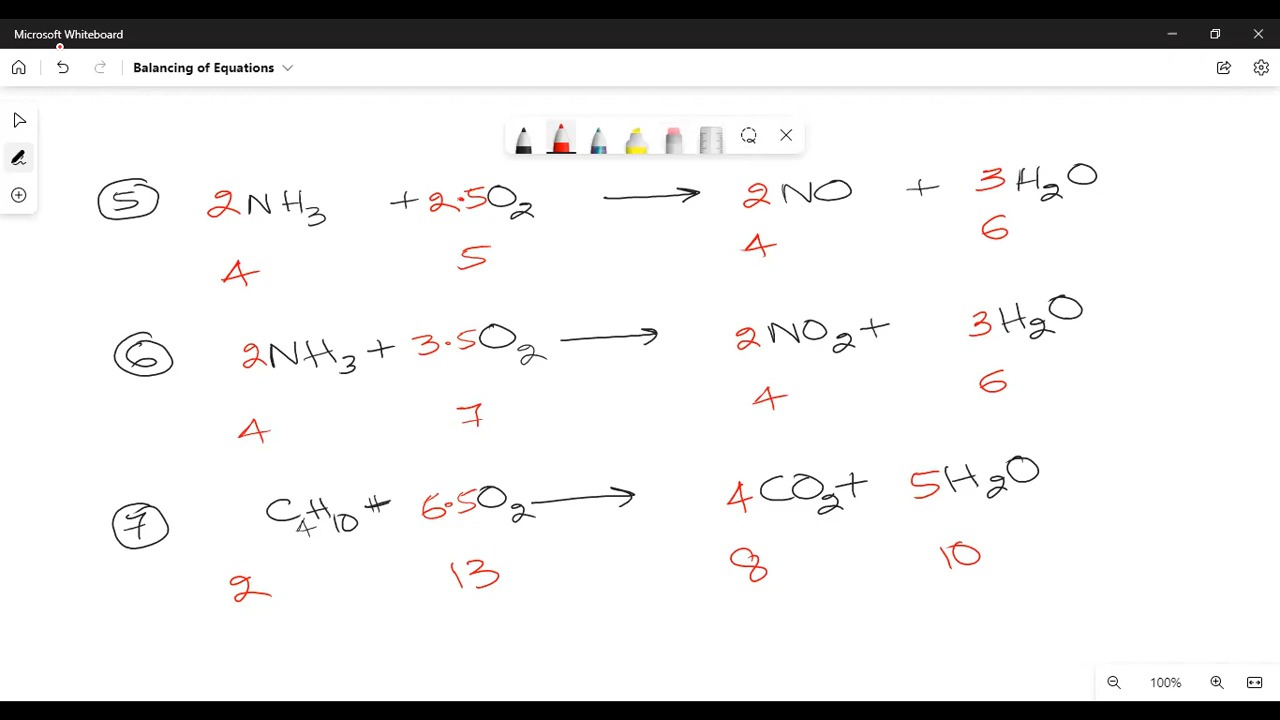 Microsoft Whiteboard
Balancing of Equations
5 2NH3 + 2.5O2 → 2NO + 3H2O
4 5 4 6
6 2NH3 + 3.5O2 → 2NO2 + 3H2O
4 7 4 6
7 C4H10 + 6.5O2 → 4CO2 + 5H2O
2 13 8 10
100%